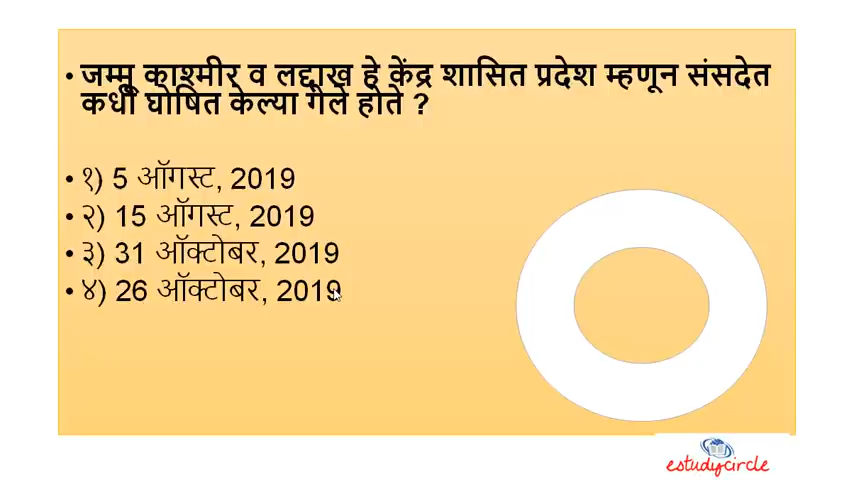 • जम्मू काश्मीर व लद्दाख हे केंद्र शासित प्रदेश म्हणून संसदेत
कधी घोषित केल्या गेले होते ?
• १) 5 ऑगस्ट, 2019
• २) 15 ऑगस्ट, 2019
• ३) 31 ऑक्टोबर, 2019
• ४) 26 ऑक्टोबर, 2019
estudycircle